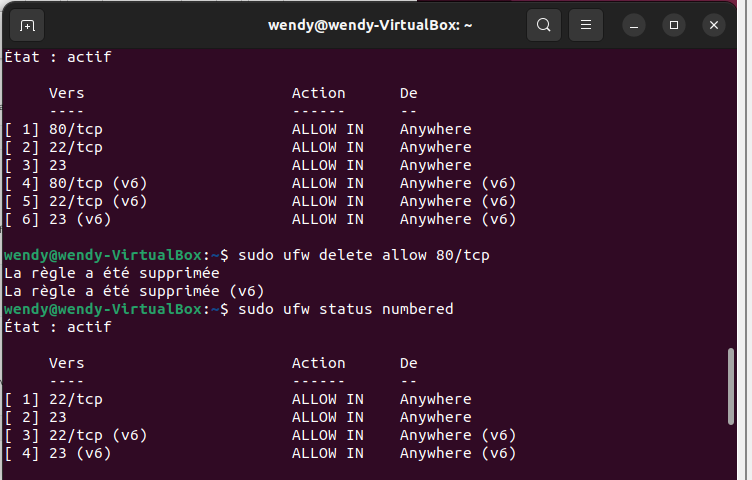 wendy@wendy-VirtualBox: ~
État : actif
Vers Action De
---- ------ --
[ 1] 80/tcp ALLOW IN Anywhere
[ 2] 22/tcp ALLOW IN Anywhere
[ 3] 23 ALLOW IN Anywhere
[ 4] 80/tcp (v6) ALLOW IN Anywhere (v6)
[ 5] 22/tcp (v6) ALLOW IN Anywhere (v6)
[ 6] 23 (v6) ALLOW IN Anywhere (v6)
wendy@wendy-VirtualBox:~$ sudo ufw delete allow 80/tcp
La règle a été supprimée
La règle a été supprimée (v6)
wendy@wendy-VirtualBox:~$ sudo ufw status numbered
État : actif
Vers Action De
---- ------ --
[ 1] 22/tcp ALLOW IN Anywhere
[ 2] 23 ALLOW IN Anywhere
[ 3] 22/tcp (v6) ALLOW IN Anywhere (v6)
[ 4] 23 (v6) ALLOW IN Anywhere (v6)